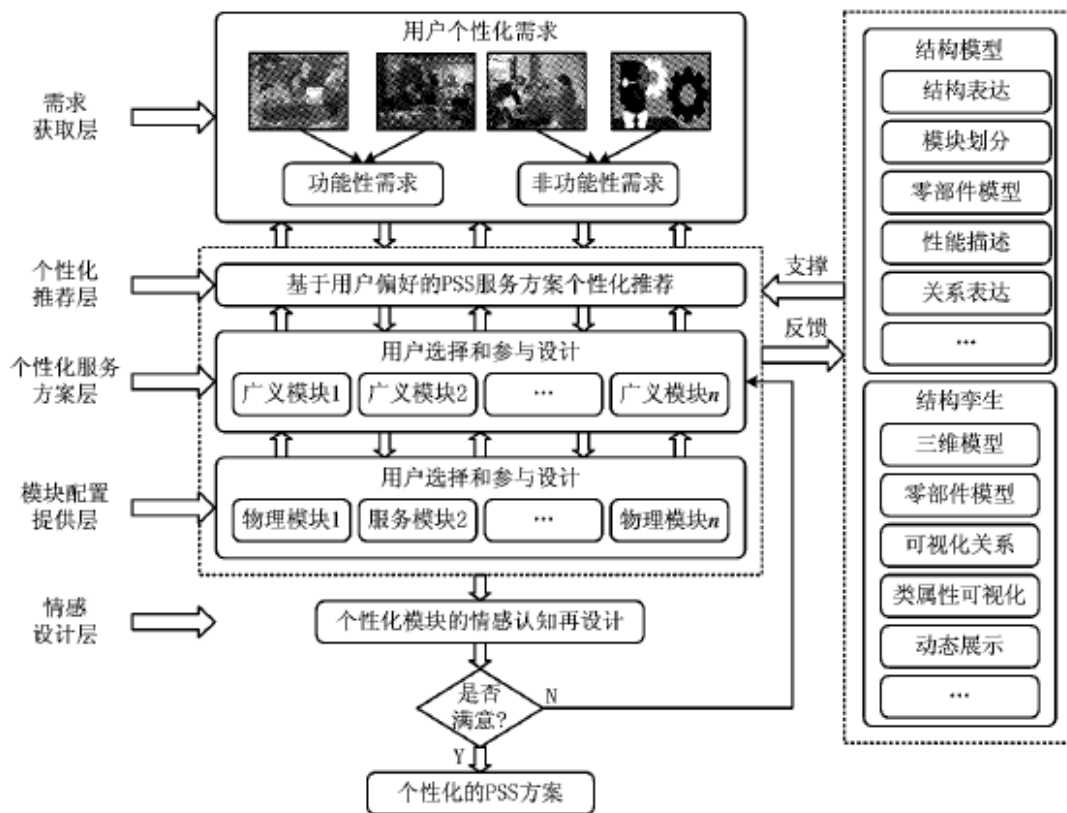 用户个性化需求
需求
获取层
功能性需求
非功能性需求
个性化
推荐层
基于用户偏好的PSS服务方案个性化推荐
个性化服务
方案层
用户选择和参与设计
广义模块1
广义模块2
…
广义模块n
模块配置
提供层
用户选择和参与设计
物理模块1
服务模块2
…
物理模块n
情感
设计层
个性化模块的情感认知再设计
是否
满意?
N
Y
个性化的PSS方案
支撑
反馈
结构模型
结构表达
模块划分
零部件模型
性能描述
关系表达
…
结构孪生
三维模型
零部件模型
可视化关系
类属性可视化
动态展示
…